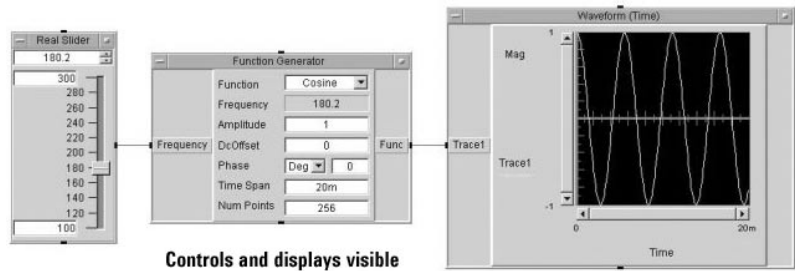 Real Slider
180.2
300
280
260
240
220
200
180
160
140
120
100
Function Generator
Frequency
Function Cosine
Frequency 180.2
Amplitude 1
DcOffset 0
Phase Deg 0
Time Span 20m
Num Points 256
Func
Controls and displays visible
Waveform (Time)
Trace1
Mag
Trace1
1
-1
0
20m
Time